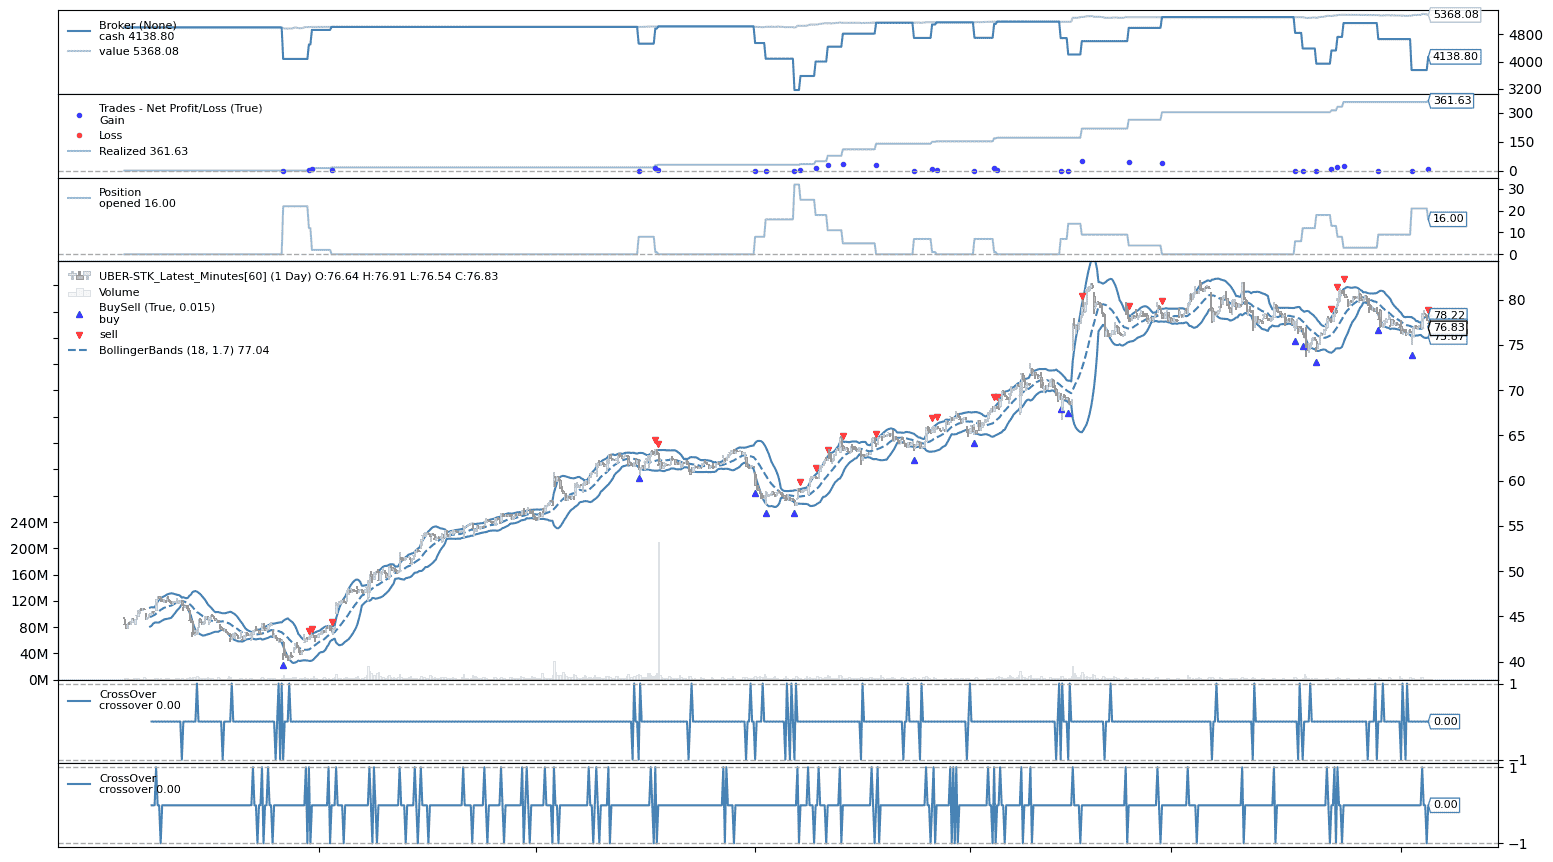 Broker (None)
cash 4138.80
value 5368.08
5368.08
4800
4138.80
4000
3200
Trades - Net Profit/Loss (True)
Gain
Loss
Realized 361.63
361.63
300
150
0
Position
opened 16.00
30
20
16.00
10
0
UBER-STK_Latest_Minutes[60] (1 Day) O:76.64 H:76.91 L:76.54 C:76.83
Volume
BuySell (True, 0.015)
buy
sell
BollingerBands (18, 1.7) 77.04
80
78.22
76.83
75
70
65
60
55
50
45
40
240M
200M
160M
120M
80M
40M
0M
CrossOver
crossover 0.00
1
0.00
−1
CrossOver
crossover 0.00
1
0.00
−1